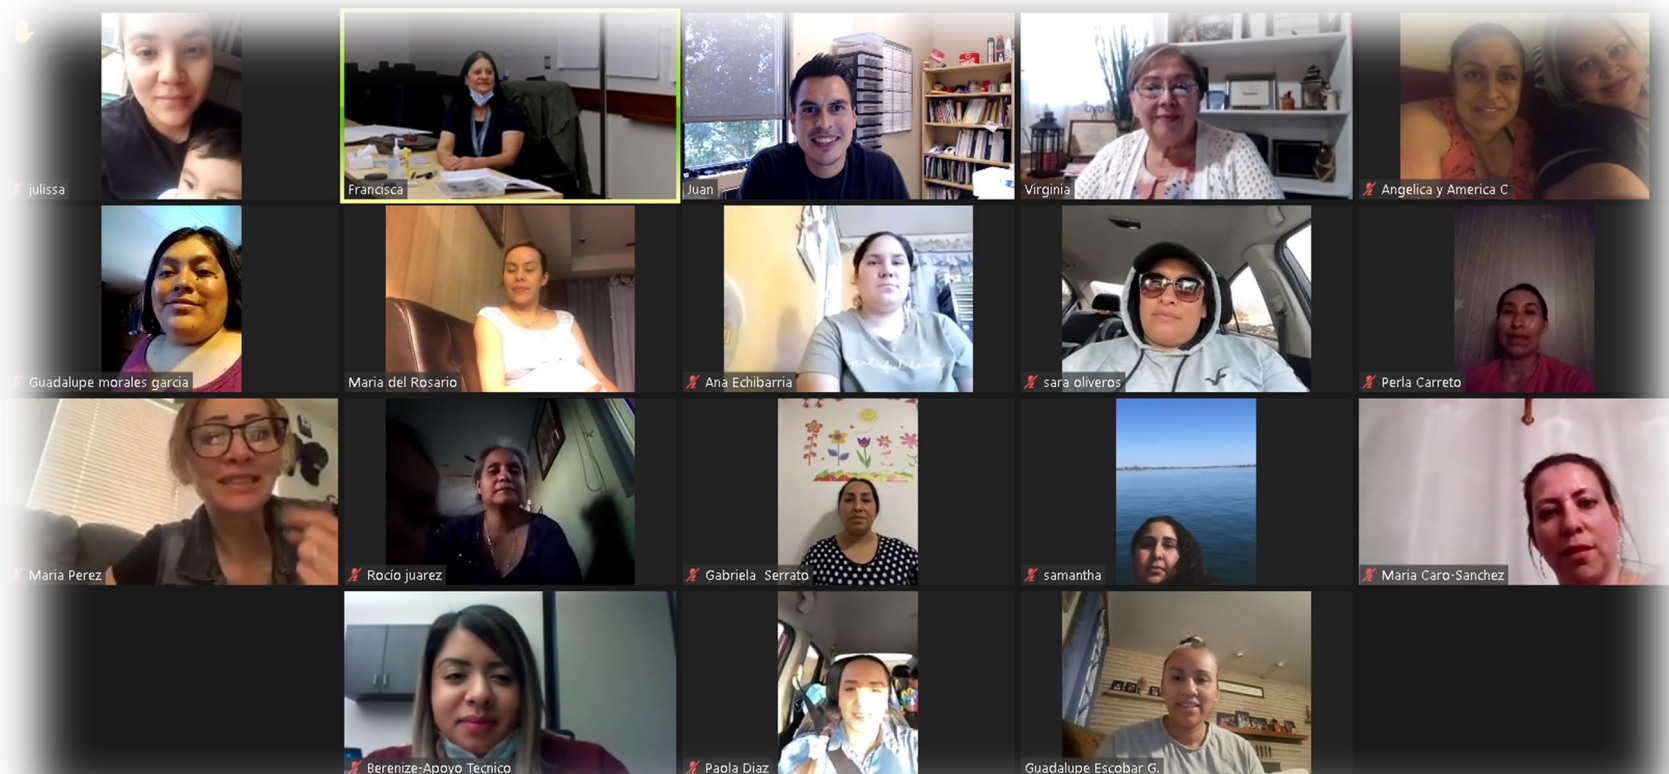 julissa
Francisca
Juan
Virginia
Angelica y America C
Guadalupe morales garcia
Maria del Rosario
Ana Echibarria
sara oliveros
Perla Carreto
Maria Perez
Rocío juarez
Gabriela Serrato
samantha
Maria Caro-Sanchez
Berenize-Apoyo Tecnico
Paola Diaz
Guadalupe Escobar G.